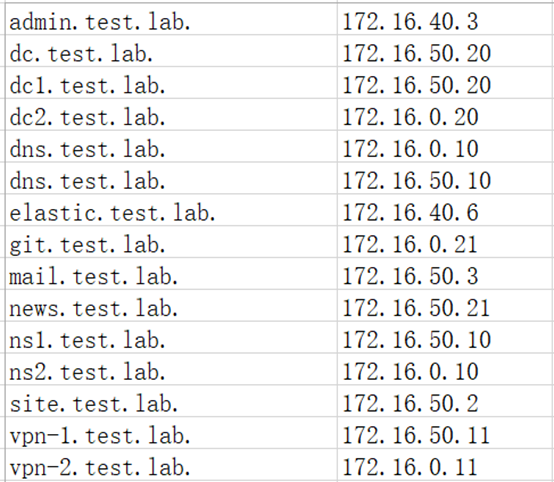 admin.test.lab. 172.16.40.3
dc.test.lab. 172.16.50.20
dc1.test.lab. 172.16.50.20
dc2.test.lab. 172.16.0.20
dns.test.lab. 172.16.0.10
dns.test.lab. 172.16.50.10
elastic.test.lab. 172.16.40.6
git.test.lab. 172.16.0.21
mail.test.lab. 172.16.50.3
news.test.lab. 172.16.50.21
ns1.test.lab. 172.16.50.10
ns2.test.lab. 172.16.0.10
site.test.lab. 172.16.50.2
vpn-1.test.lab. 172.16.50.11
vpn-2.test.lab. 172.16.0.11